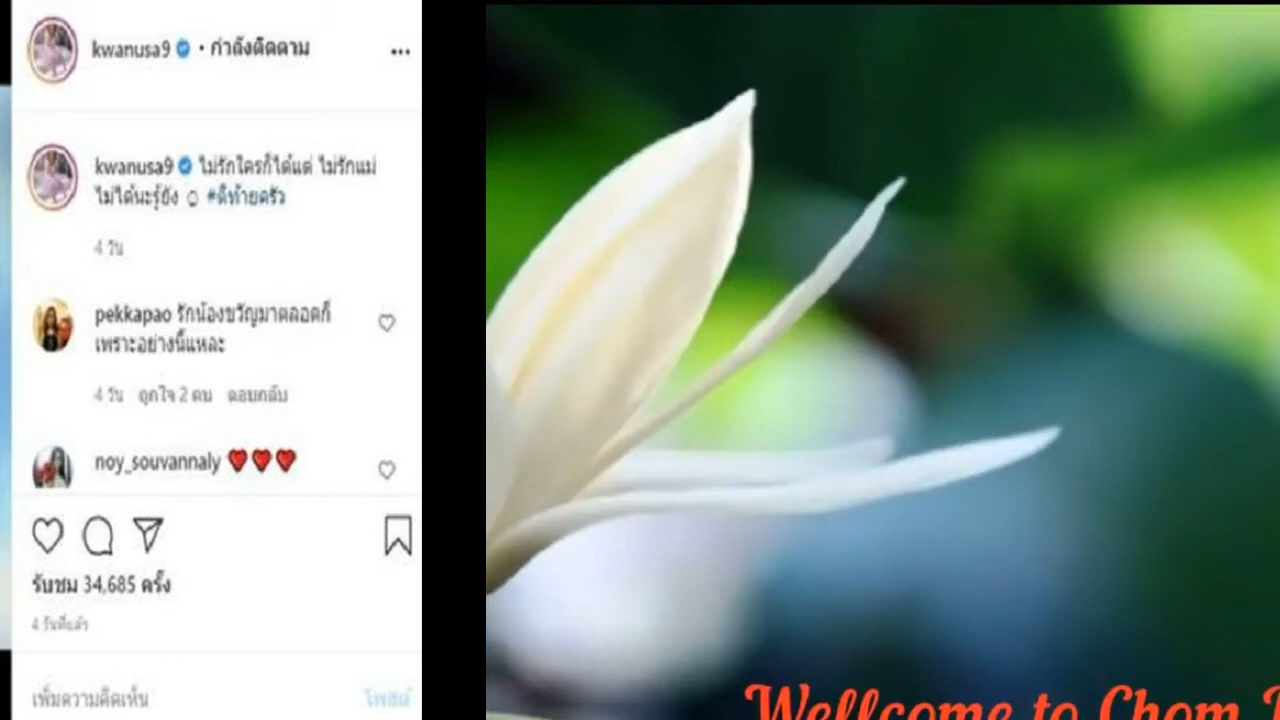 kwanusa9 • กำลังติดตาม
kwanusa9 ไม่รักใครก็ได้แต่ ไม่รักแม่
ไม่ได้นะรู้ยัง ☺ #ดีท้ายครัว
4 วัน
pekkapao รักน้องขวัญมาตลอดก็
เพราะอย่างนี้แหละ
4 วัน ถูกใจ 2 คน ตอบกลับ
noy_souvannaly ❤❤❤
รับชม 34,685 ครั้ง
4 วันที่แล้ว
เพิ่มความคิดเห็น
โพสต์
Wellcome to Chom